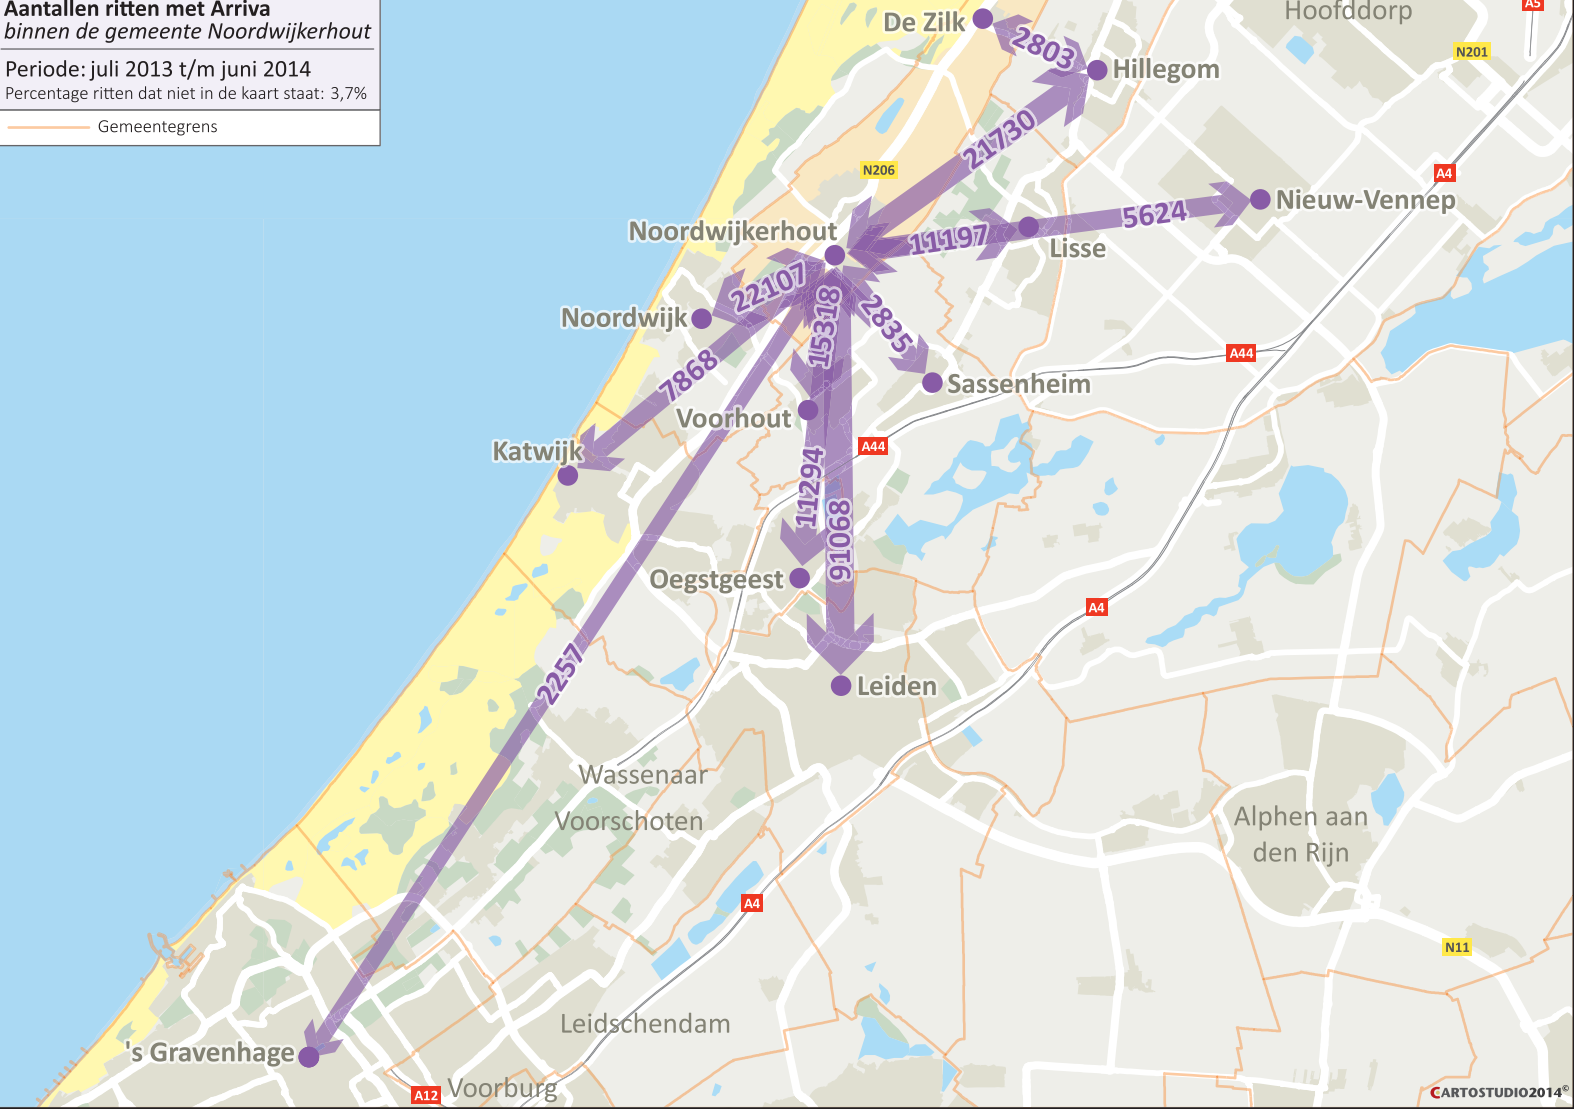 Aantallen ritten met Arriva
binnen de gemeente Noordwijkerhout
Periode: juli 2013 t/m juni 2014
Percentage ritten dat niet in de kaart staat: 3,7%
Gemeentegrens
De Zilk
Hoofddorp
A5
N201
2803
Hillegom
21730
N206
A4
Nieuw-Vennep
5624
Noordwijkerhout
11197
Lisse
22107
15318
2835
Noordwijk
A44
7868
Sassenheim
Voorhout
A44
Katwijk
11294
91068
Oegstgeest
A4
2257
Leiden
Wassenaar
Voorschoten
Alphen aan
den Rijn
A4
N11
Leidschendam
's Gravenhage
Voorburg
A12
CARTOSTUDIO2014©